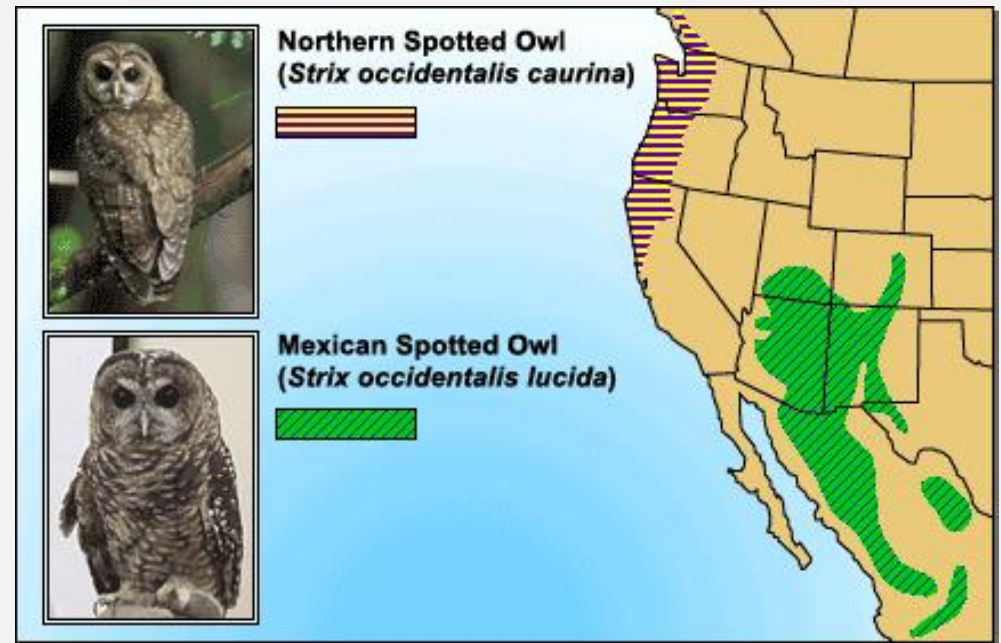 Northern Spotted Owl
(Strix occidentalis caurina)
Mexican Spotted Owl
(Strix occidentalis lucida)